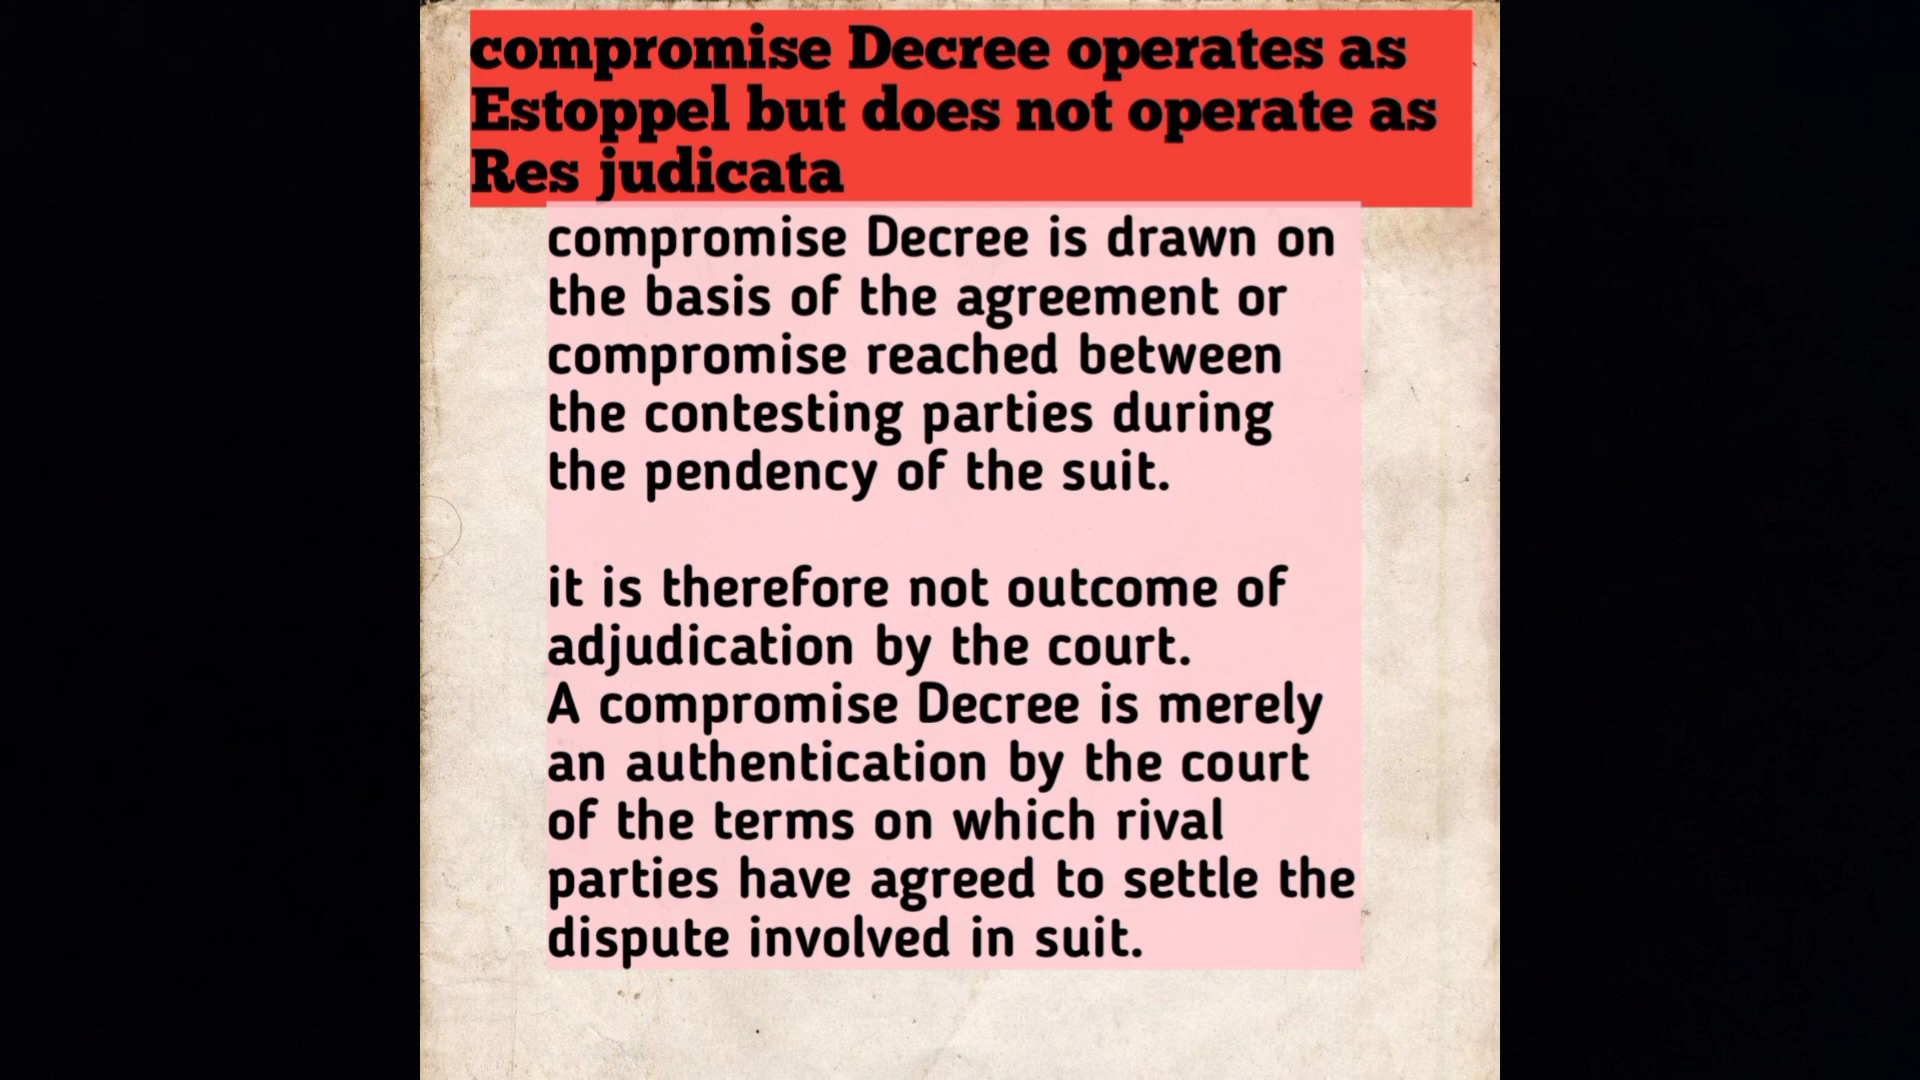 compromise Decree operates as
Estoppel but does not operate as
Res judicata
compromise Decree is drawn on
the basis of the agreement or
compromise reached between
the contesting parties during
the pendency of the suit.
it is therefore not outcome of
adjudication by the court.
A compromise Decree is merely
an authentication by the court
of the terms on which rival
parties have agreed to settle the
dispute involved in suit.